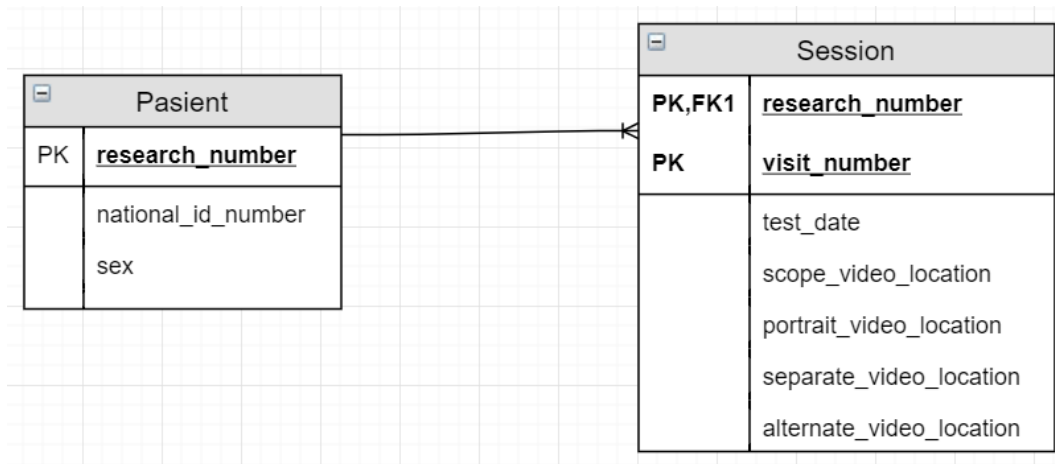 Pasient
PK research_number
national_id_number
sex
Session
PK,FK1 research_number
PK visit_number
test_date
scope_video_location
portrait_video_location
separate_video_location
alternate_video_location